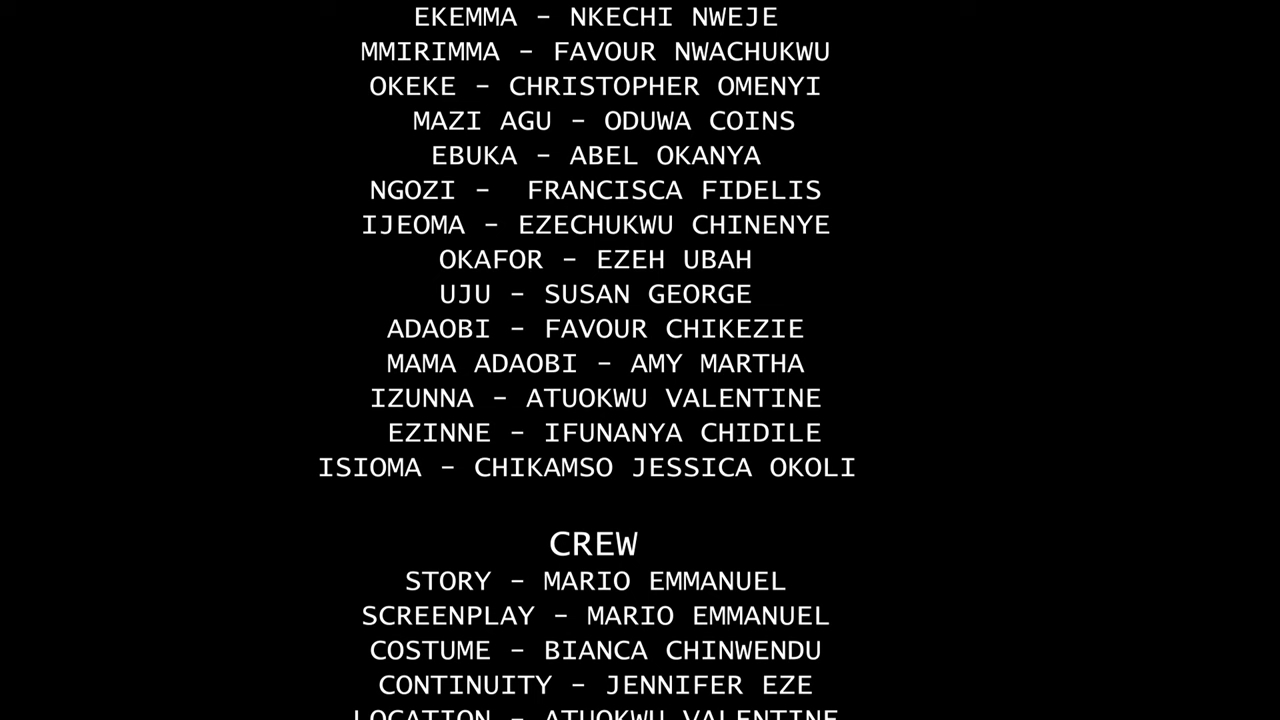 EKEMMA - NKECHI NWEJE
MMIRIMMA - FAVOUR NWACHUKWU
OKEKE - CHRISTOPHER OMENYI
MAZI AGU - ODUWA COINS
EBUKA - ABEL OKANYA
NGOZI -  FRANCISCA FIDELIS
IJEOMA - EZECHUKWU CHINENYE
OKAFOR - EZEH UBAH
UJU - SUSAN GEORGE
ADAOBI - FAVOUR CHIKEZIE
MAMA ADAOBI - AMY MARTHA
IZUNNA - ATUOKWU VALENTINE
EZINNE - IFUNANYA CHIDILE
ISIOMA - CHIKAMSO JESSICA OKOLI
CREW
STORY - MARIO EMMANUEL
SCREENPLAY - MARIO EMMANUEL
COSTUME - BIANCA CHINWENDU
CONTINUITY - JENNIFER EZE
LOCATION - ATUOKWU VALENTINE